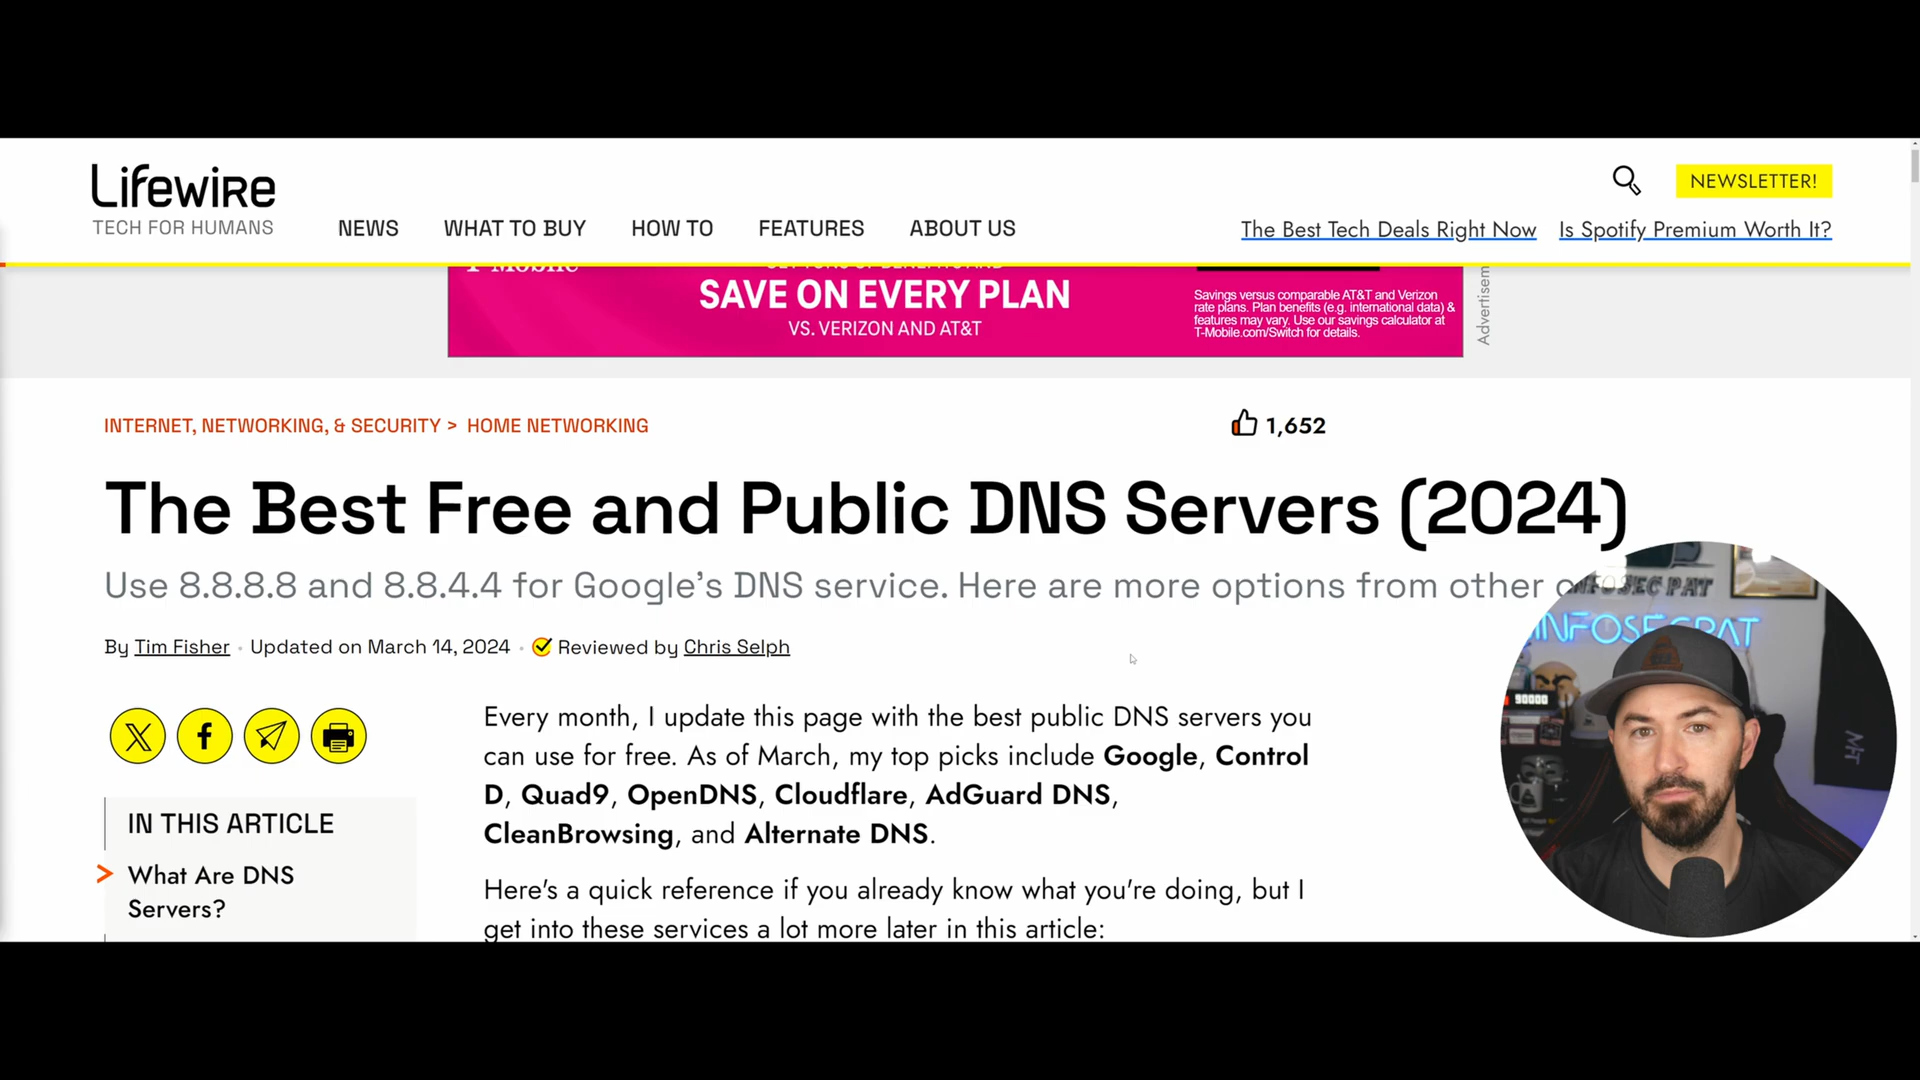 Lifewire
TECH FOR HUMANS
NEWS
WHAT TO BUY
HOW TO
FEATURES
ABOUT US
NEWSLETTER!
The Best Tech Deals Right Now
Is Spotify Premium Worth It?
SAVE ON EVERY PLAN
VS. VERIZON AND AT&T
Savings versus comparable AT&T and Verizon
rate plans. Plan benefits (e.g. international data) &
features may vary. Use our savings calculator at
T-Mobile.com/Switch for details.
INTERNET, NETWORKING, & SECURITY > HOME NETWORKING
1,652
The Best Free and Public DNS Servers (2024)
Use 8.8.8.8 and 8.8.4.4 for Google's DNS service. Here are more options from other
By Tim Fisher • Updated on March 14, 2024 • Reviewed by Chris Selph
INFOSEC PAT
INFOSECPAT
Every month, I update this page with the best public DNS servers you
can use for free. As of March, my top picks include Google, Control
D, Quad9, OpenDNS, Cloudflare, AdGuard DNS,
CleanBrowsing, and Alternate DNS.
Here's a quick reference if you already know what you're doing, but I
get into these services a lot more later in this article:
IN THIS ARTICLE
What Are DNS
Servers?